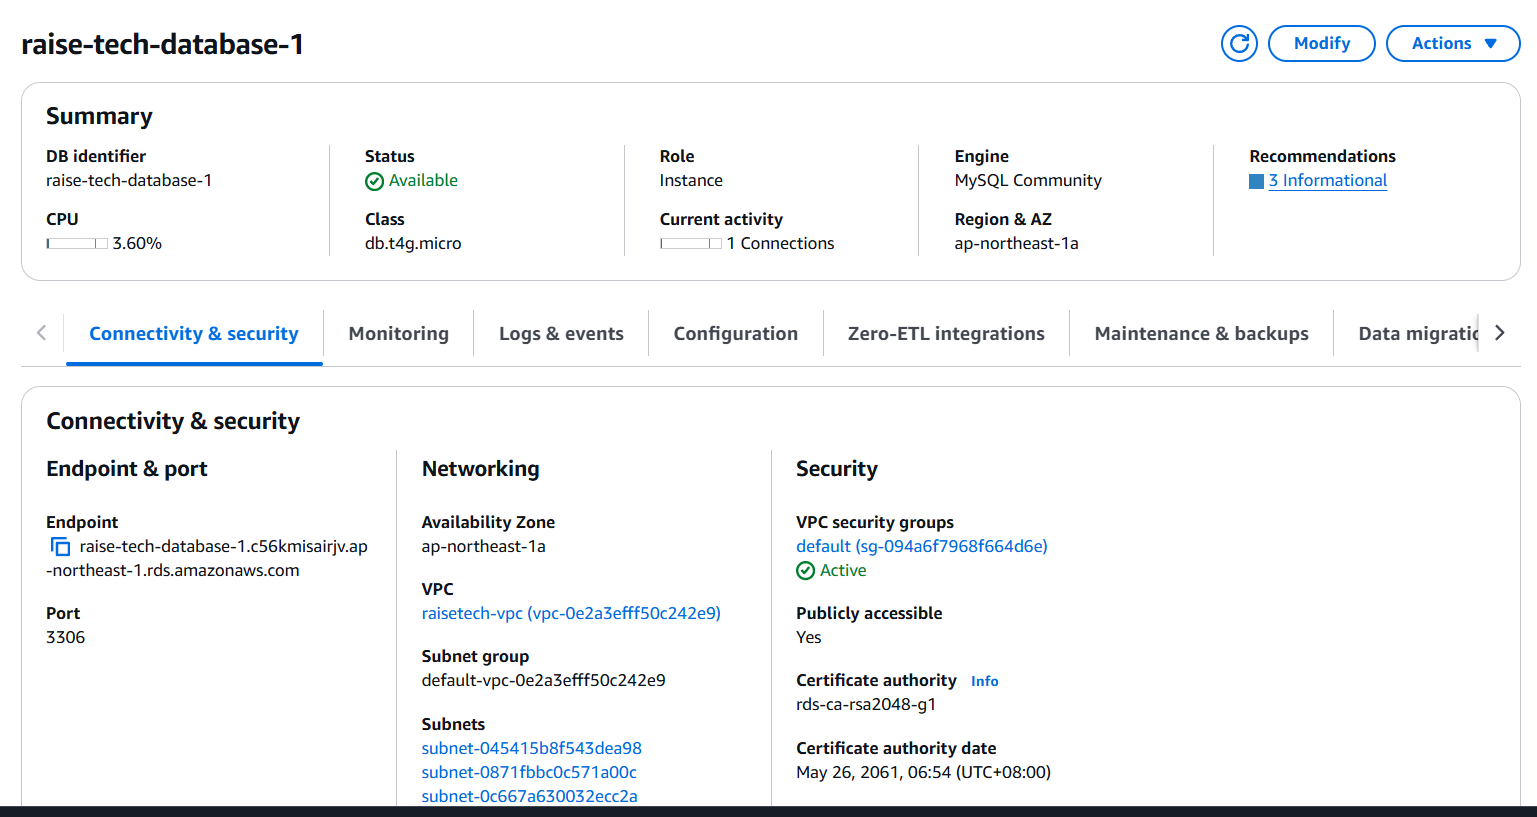 raise-tech-database-1
Modify
Actions
Summary
DB identifier
raise-tech-database-1
CPU
3.60%
Status
Available
Class
db.t4g.micro
Role
Instance
Current activity
1 Connections
Engine
MySQL Community
Region & AZ
ap-northeast-1a
Recommendations
3 Informational
Connectivity & security
Monitoring
Logs & events
Configuration
Zero-ETL integrations
Maintenance & backups
Data migratio
Connectivity & security
Endpoint & port
Endpoint
raise-tech-database-1.c56kmisairjv.ap
-northeast-1.rds.amazonaws.com
Port
3306
Networking
Availability Zone
ap-northeast-1a
VPC
raisetech-vpc (vpc-0e2a3efff50c242e9)
Subnet group
default-vpc-0e2a3efff50c242e9
Subnets
subnet-045415b8f543dea98
subnet-0871fbbc0c571a00c
subnet-0c667a630032ecc2a
Security
VPC security groups
default (sg-094a6f7968f664d6e)
Active
Publicly accessible
Yes
Certificate authority Info
rds-ca-rsa2048-g1
Certificate authority date
May 26, 2061, 06:54 (UTC+08:00)